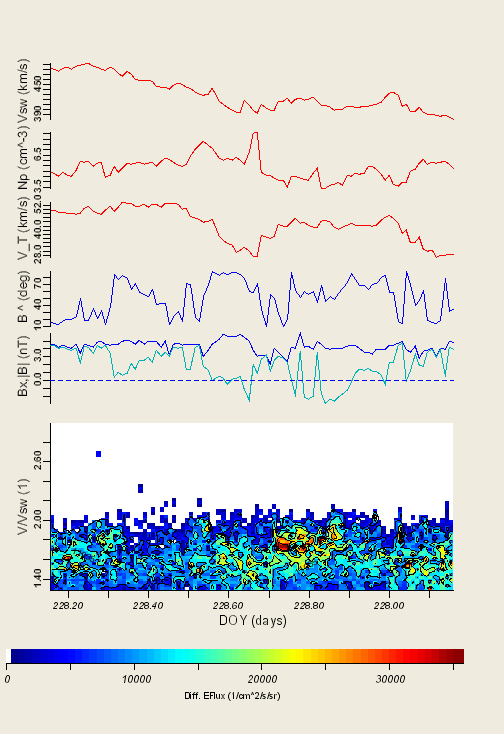 Vsw (km/s)
450
390
Np (cm^-3)
6.5
3.5
V_T (km/s)
52.0
40.0
28.0
B ^ (deg)
70
40
10
Bx,|B| (nT)
3.0
0.0
V/Vsw (1)
2.60
2.00
1.40
228.20 228.40 228.60 228.80 228.00
DOY (days)
0 10000 20000 30000
Diff. EFlux (1/cm^2/s/sr)